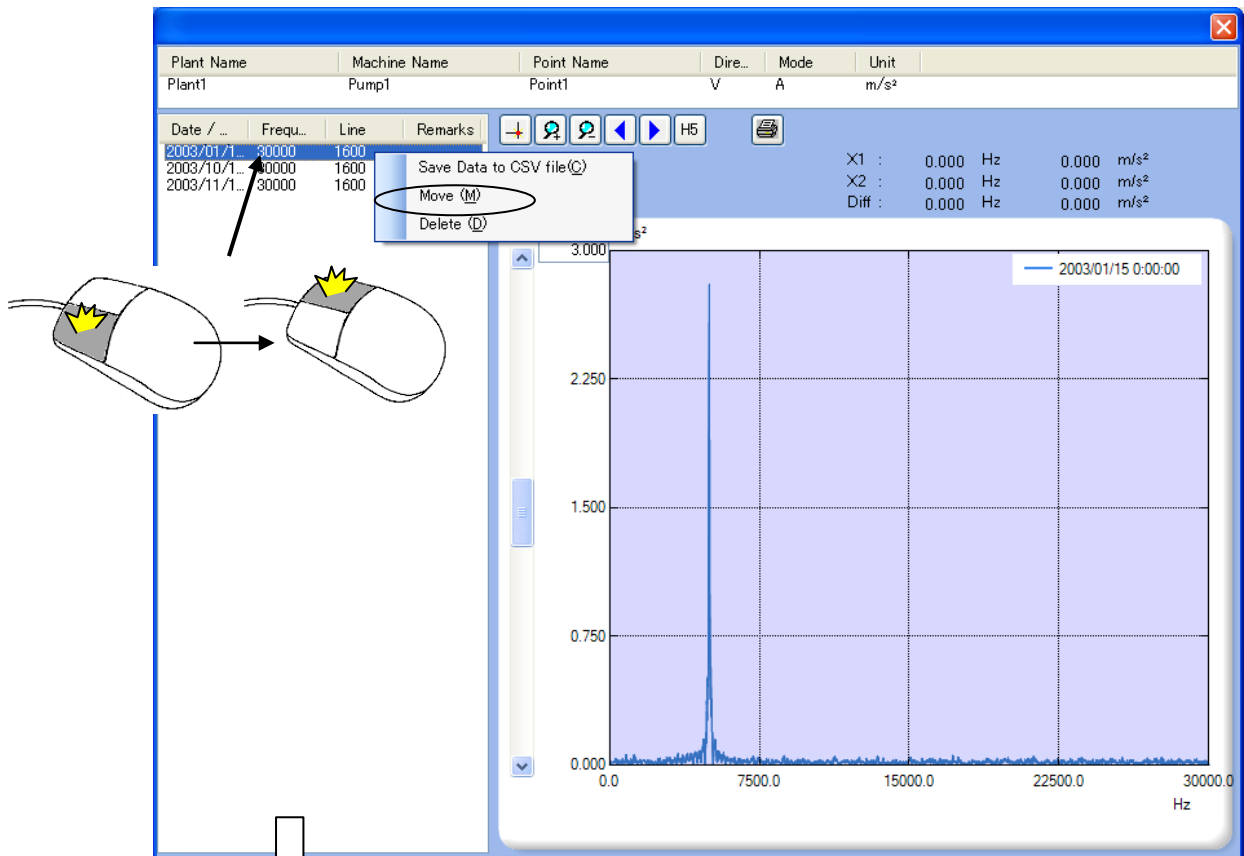 Plant Name Machine Name Point Name Dire... Mode Unit
Plant1 Pump1 Point1 V A m/s²
Date / ... Frequ... Line Remarks
2003/01/1... 30000 1600
2003/10/1... 30000 1600
2003/11/1... 30000 1600
Save Data to CSV file(C)
Move (M)
Delete (D)
H5
X1 : 0.000 Hz 0.000 m/s²
X2 : 0.000 Hz 0.000 m/s²
Diff : 0.000 Hz 0.000 m/s²
s²
3.000
2003/01/15 0:00:00
2.250
1.500
0.750
0.000
0.0 7500.0 15000.0 22500.0 30000.0
Hz